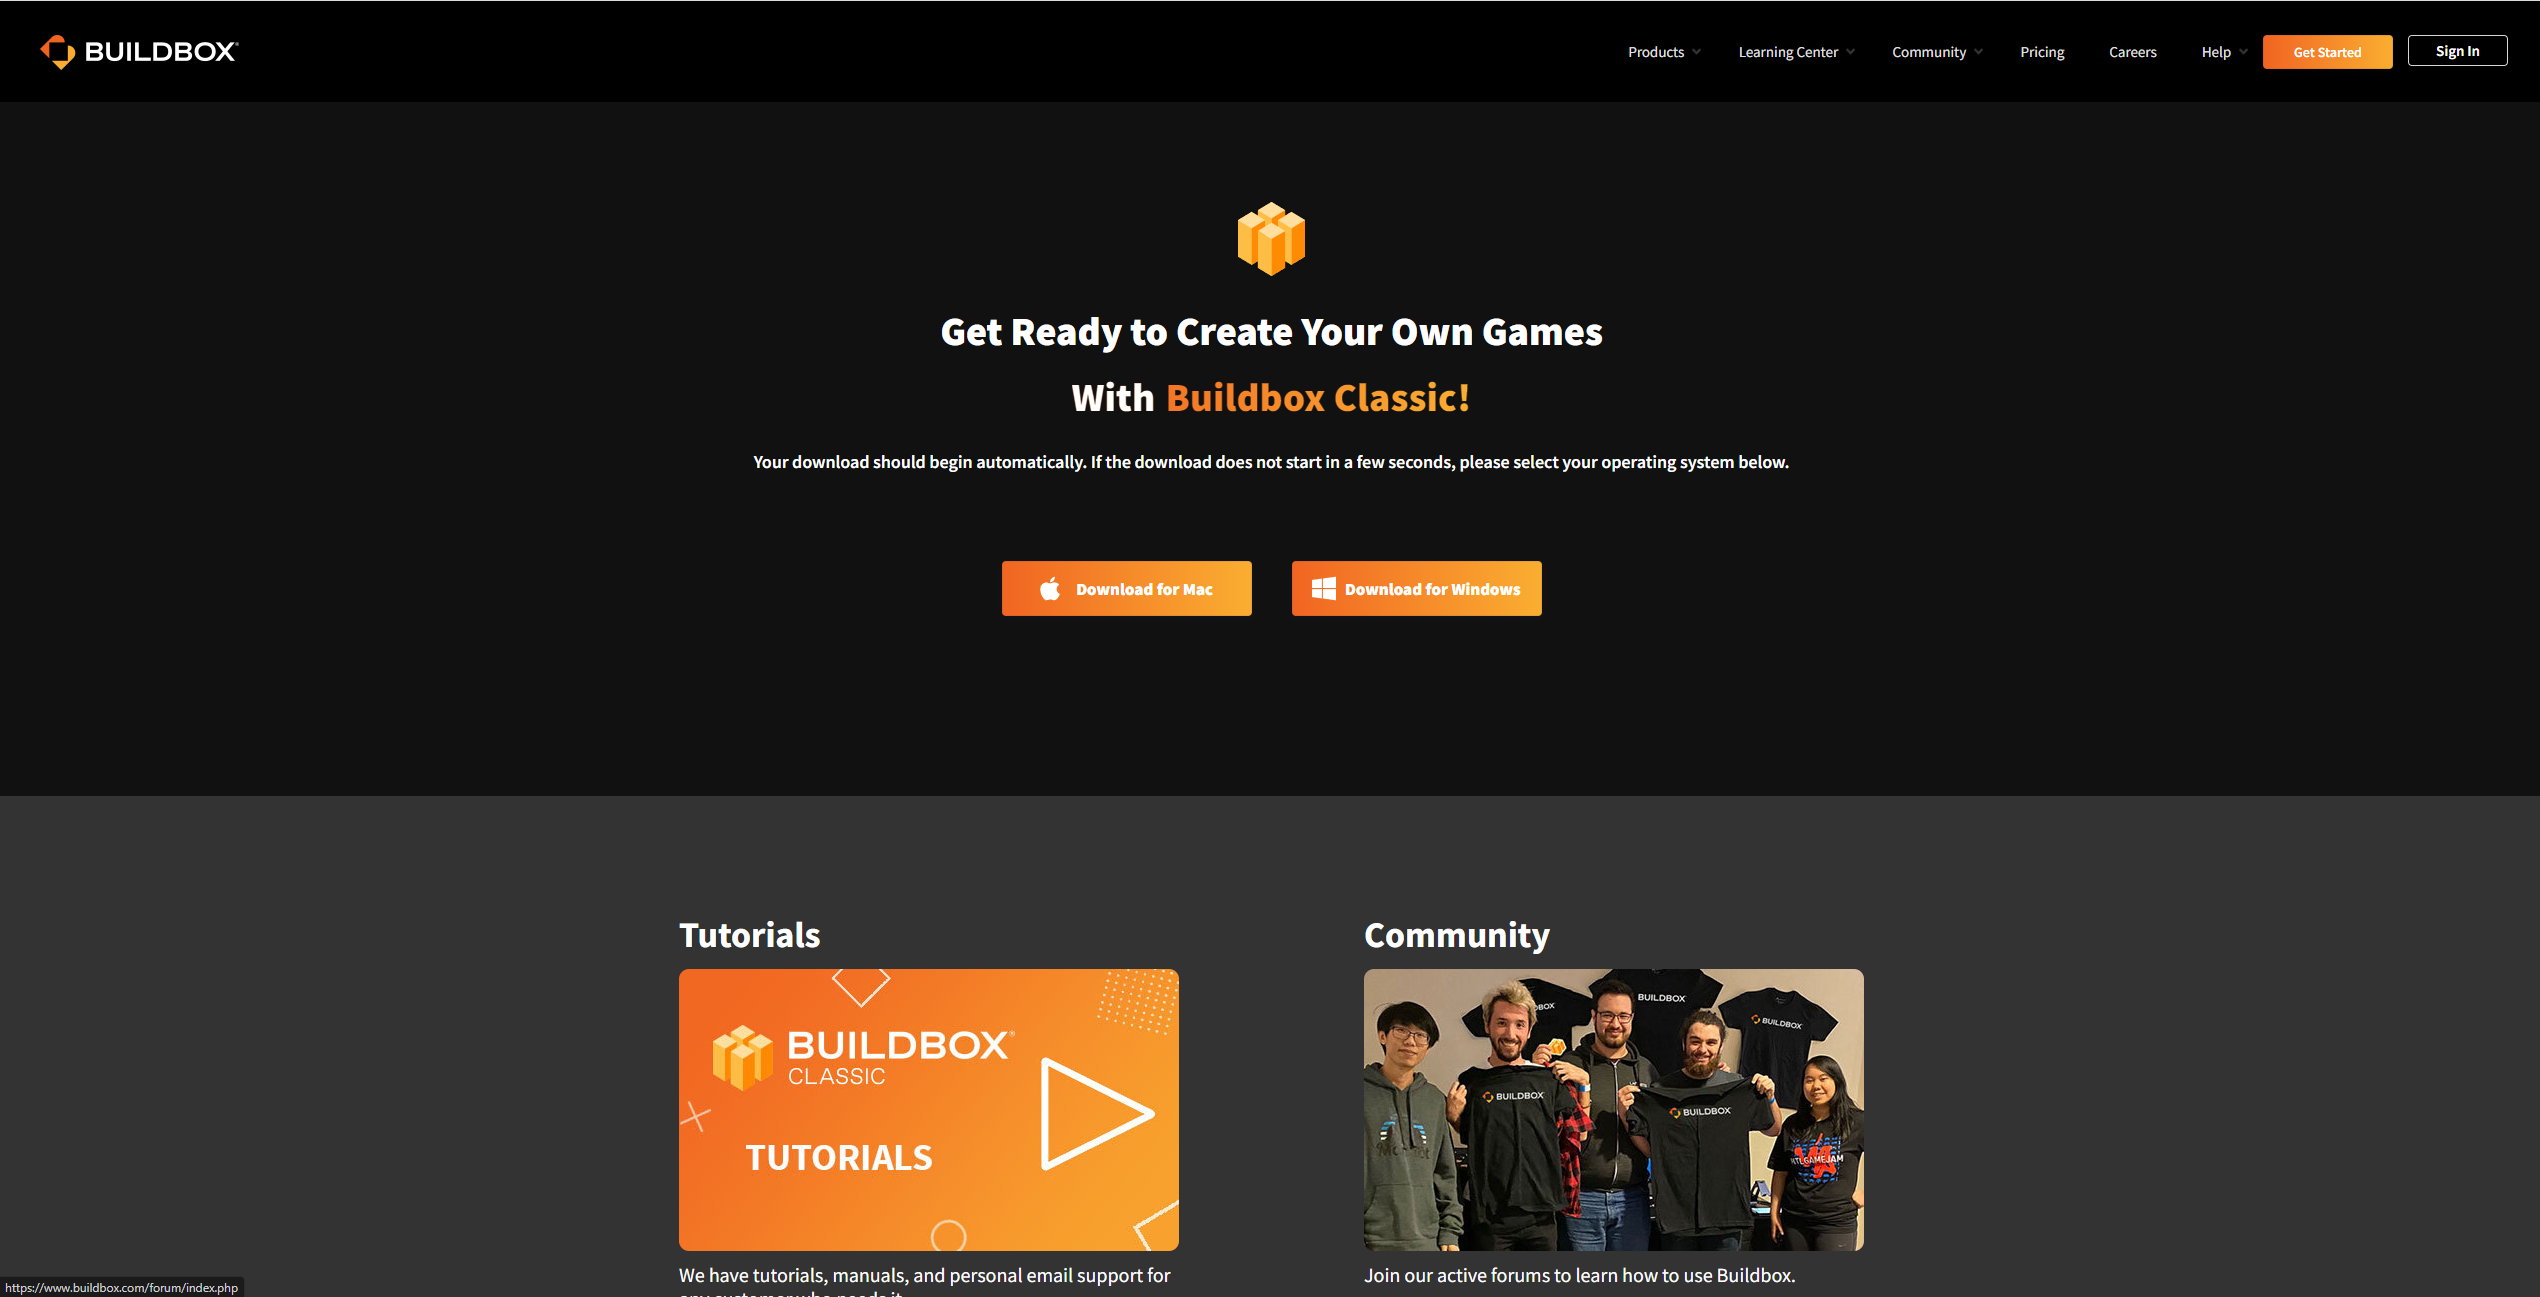 BUILDBOX
Products
Learning Center
Community
Pricing
Careers
Help
Get Started
Sign In
Get Ready to Create Your Own Games
With Buildbox Classic!
Your download should begin automatically. If the download does not start in a few seconds, please select your operating system below.
Download for Mac
Download for Windows
Tutorials
BUILDBOX®
CLASSIC
TUTORIALS
We have tutorials, manuals, and personal email support for
Community
BOX
BUILDBOX
BUILDBOX
BUILDBOX
BUILDBOX
MTLGAMEJAM
Join our active forums to learn how to use Buildbox.
https://www.buildbox.com/forum/index.php